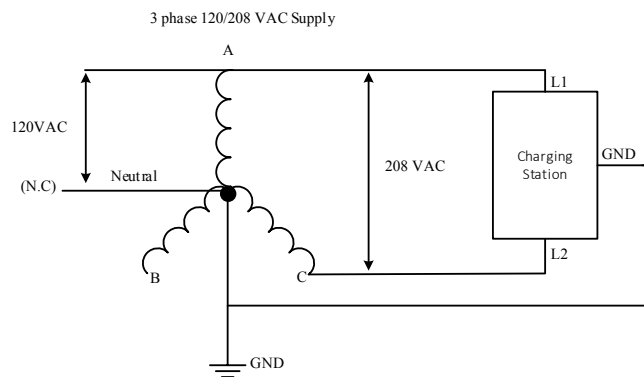 3 phase 120/208 VAC Supply
A
L1
120VAC
Charging
Station
GND
208 VAC
Neutral
(N.C)
L2
B
C
GND